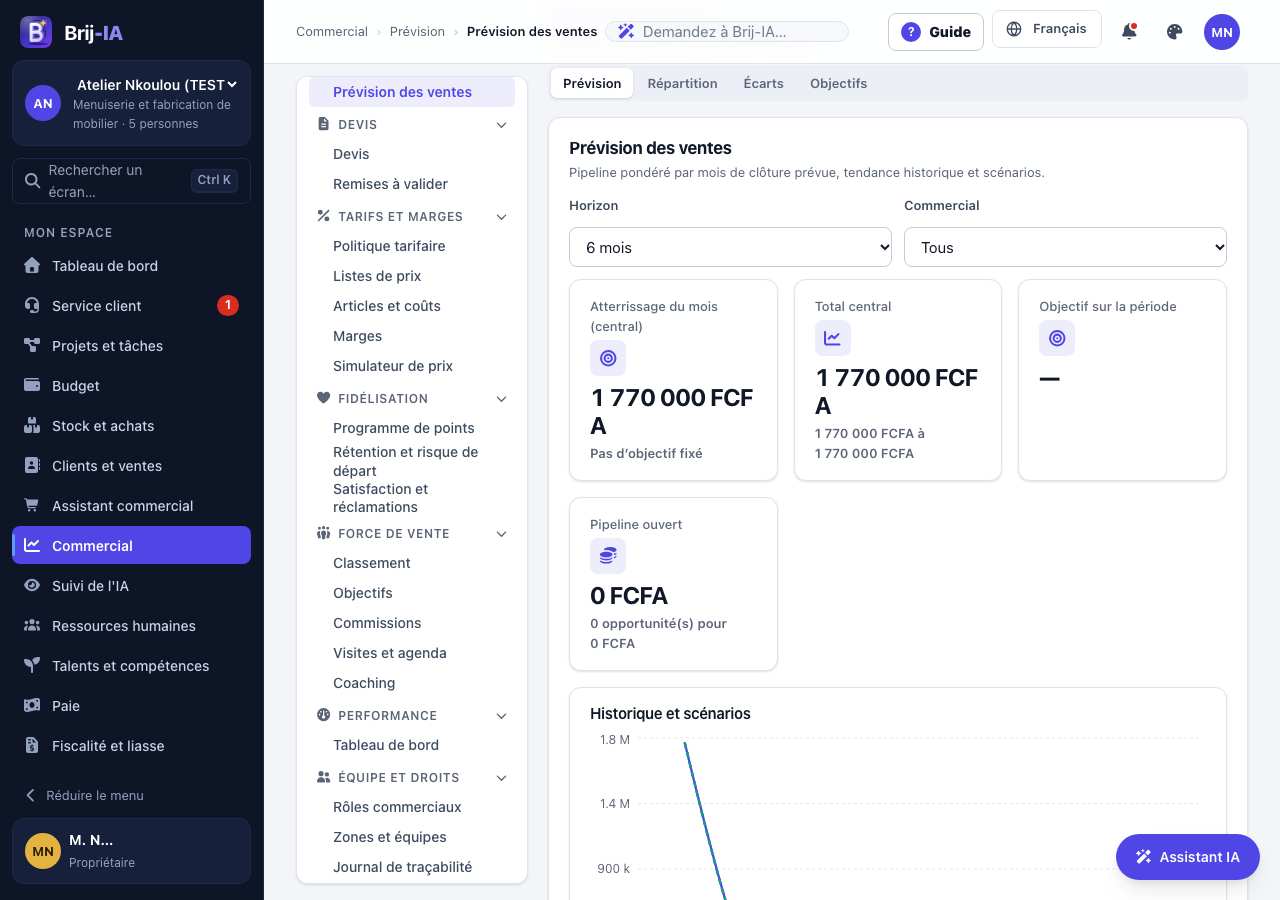 Brij-IA
AN
Atelier Nkoulou (TEST
Menuiserie et fabrication de
mobilier · 5 personnes
Rechercher un
écran...
Ctrl K
MON ESPACE
Tableau de bord
Service client
1
Projets et tâches
Budget
Stock et achats
Clients et ventes
Assistant commercial
Commercial
Suivi de l'IA
Ressources humaines
Talents et compétences
Paie
Fiscalité et liasse
Réduire le menu
MN
M. N...
Propriétaire
Commercial › Prévision › Prévision des ventes
Demandez à Brij-IA...
? Guide
Français
MN
Prévision des ventes
DEVIS
Devis
Remises à valider
TARIFS ET MARGES
Politique tarifaire
Listes de prix
Articles et coûts
Marges
Simulateur de prix
FIDÉLISATION
Programme de points
Rétention et risque de
départ
Satisfaction et
réclamations
FORCE DE VENTE
Classement
Objectifs
Commissions
Visites et agenda
Coaching
PERFORMANCE
Tableau de bord
ÉQUIPE ET DROITS
Rôles commerciaux
Zones et équipes
Journal de traçabilité
Prévision
Répartition
Écarts
Objectifs
Prévision des ventes
Pipeline pondéré par mois de clôture prévue, tendance historique et scénarios.
Horizon
6 mois
Commercial
Tous
Atterrissage du mois
(central)
1 770 000 FCF
A
Pas d'objectif fixé
Total central
1 770 000 FCF
A
1 770 000 FCFA à
1 770 000 FCFA
Objectif sur la période
—
Pipeline ouvert
0 FCFA
0 opportunité(s) pour
0 FCFA
Historique et scénarios
1.8 M
1.4 M
900 k
Assistant IA